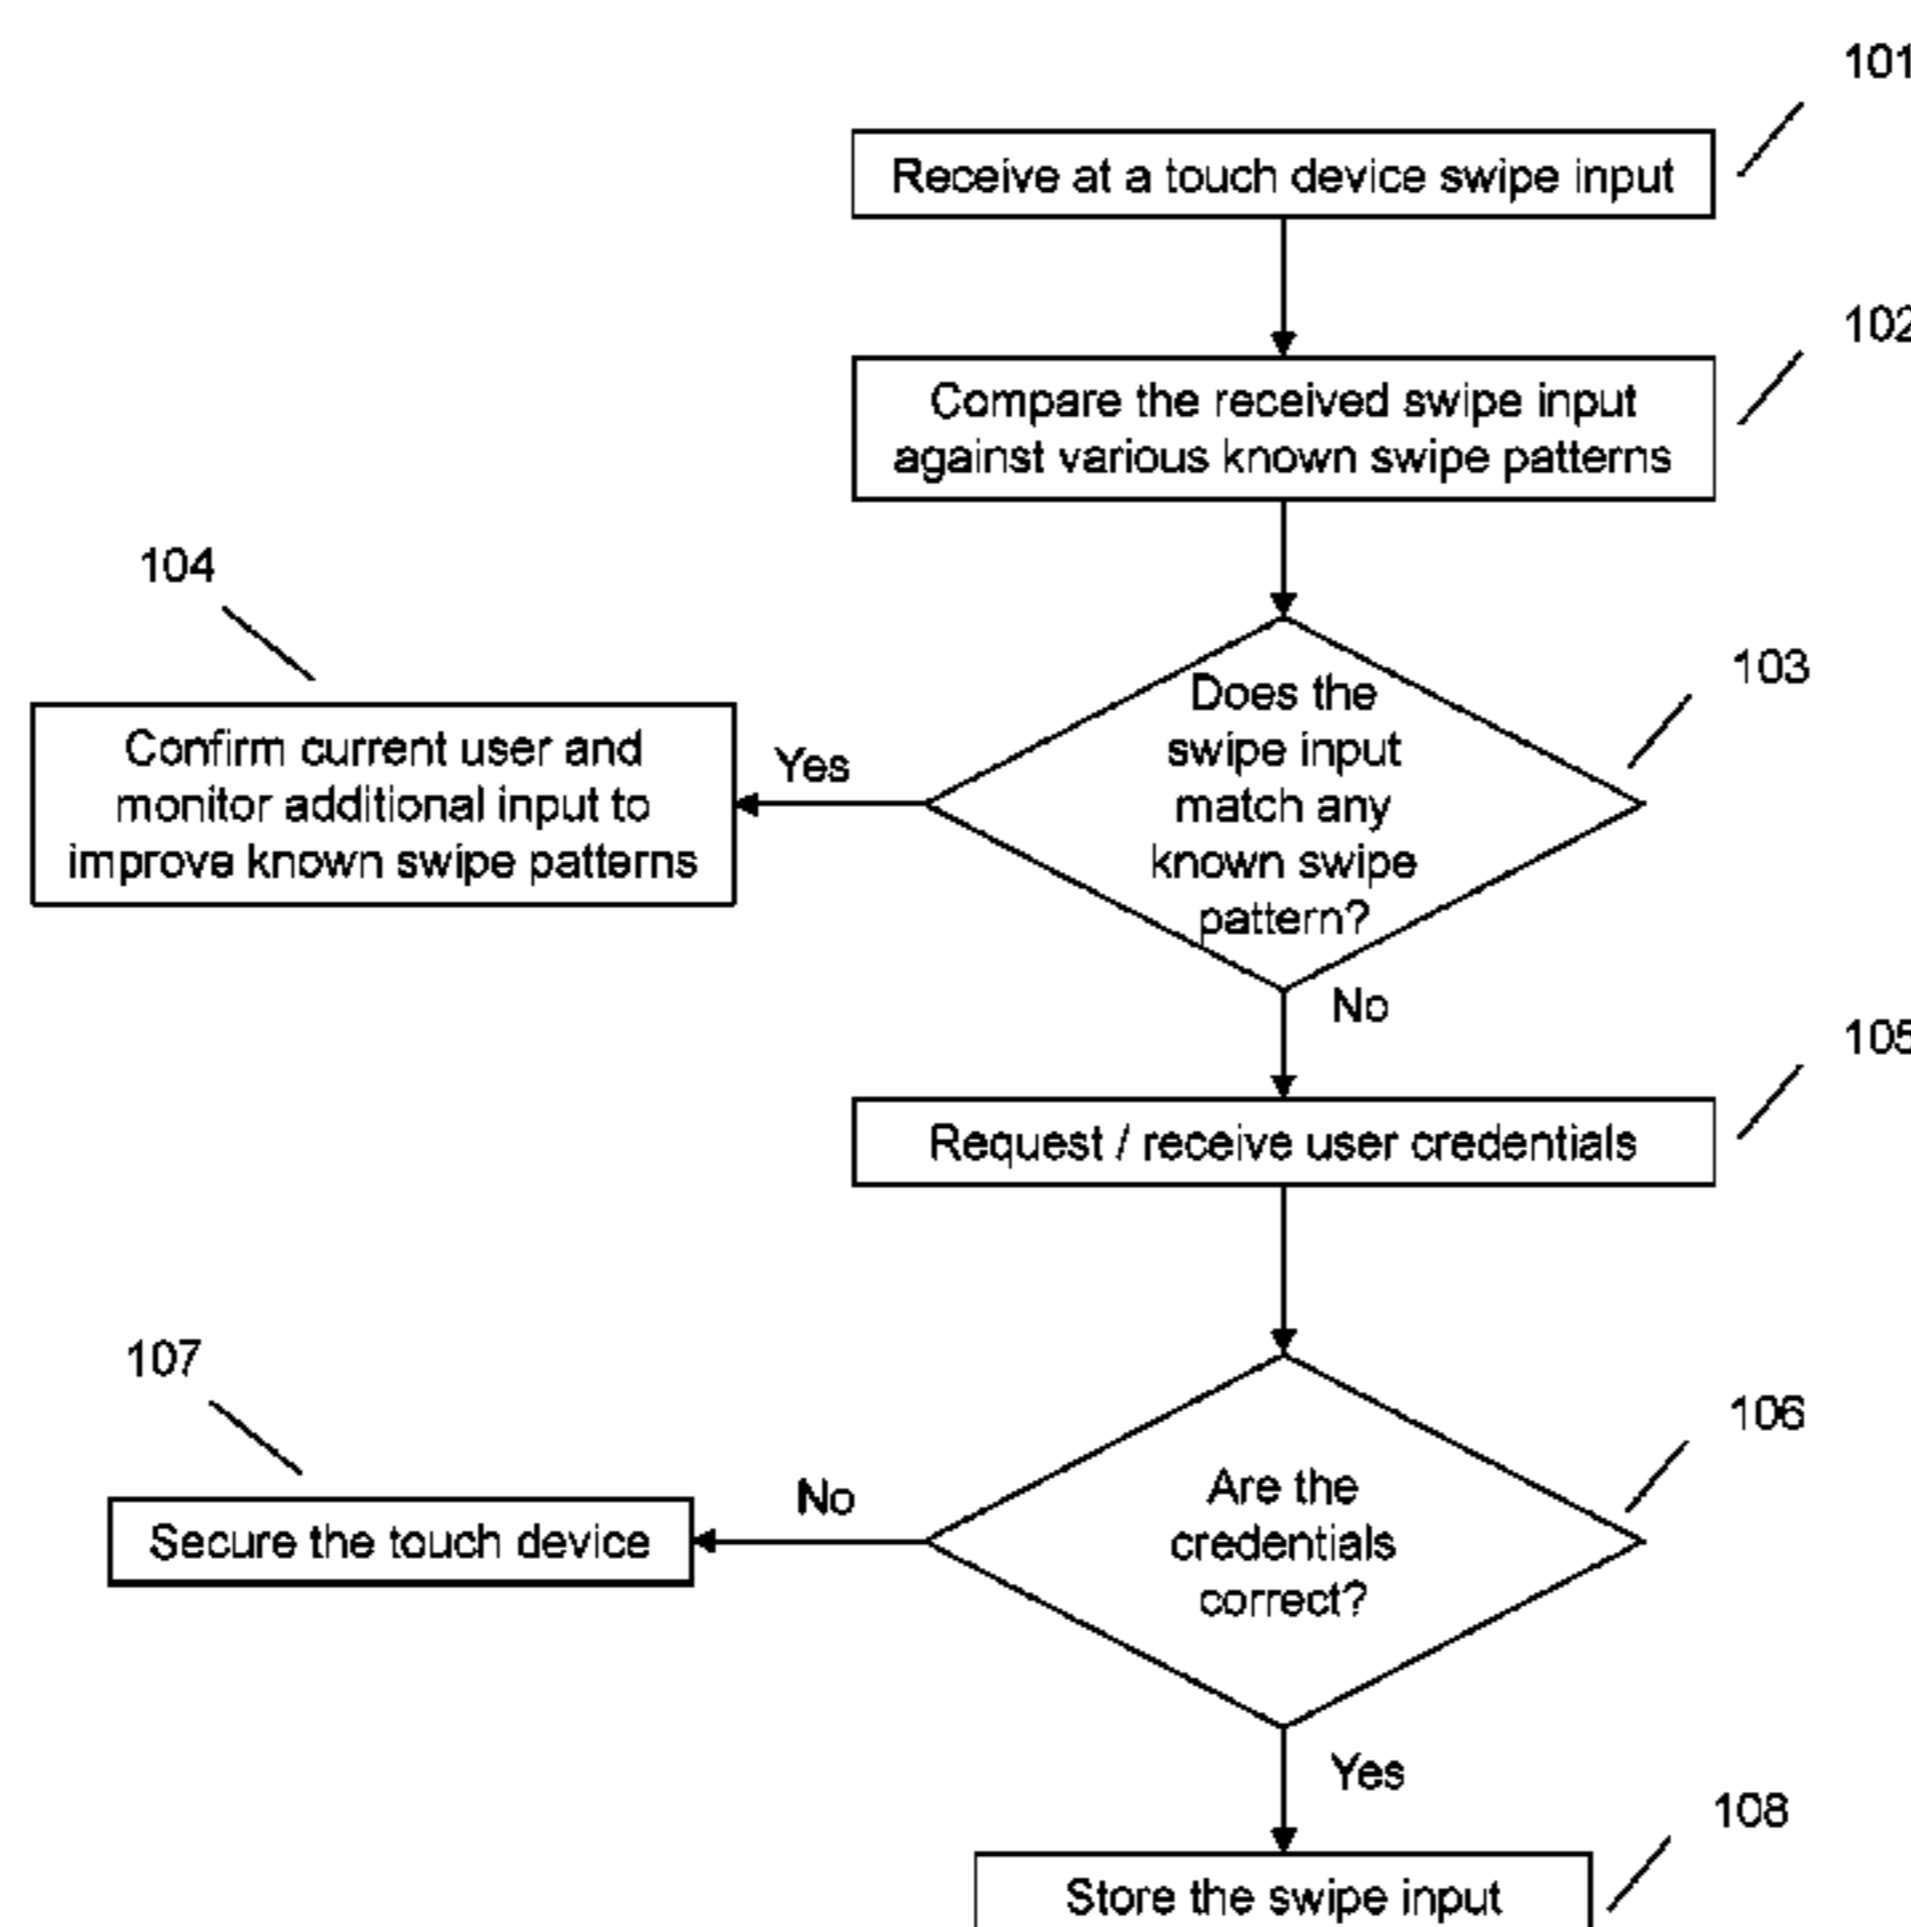 101
Receive at a touch device swipe input
102
Compare the received swipe input
against various known swipe patterns
104
103
Confirm current user and
monitor additional input to
improve known swipe patterns
Yes
Does the
swipe input
match any
known swipe
pattern?
No
105
Request / receive user credentials
107
106
Secure the touch device
No
Are the
credentials
correct?
Yes
108
Store the swipe input